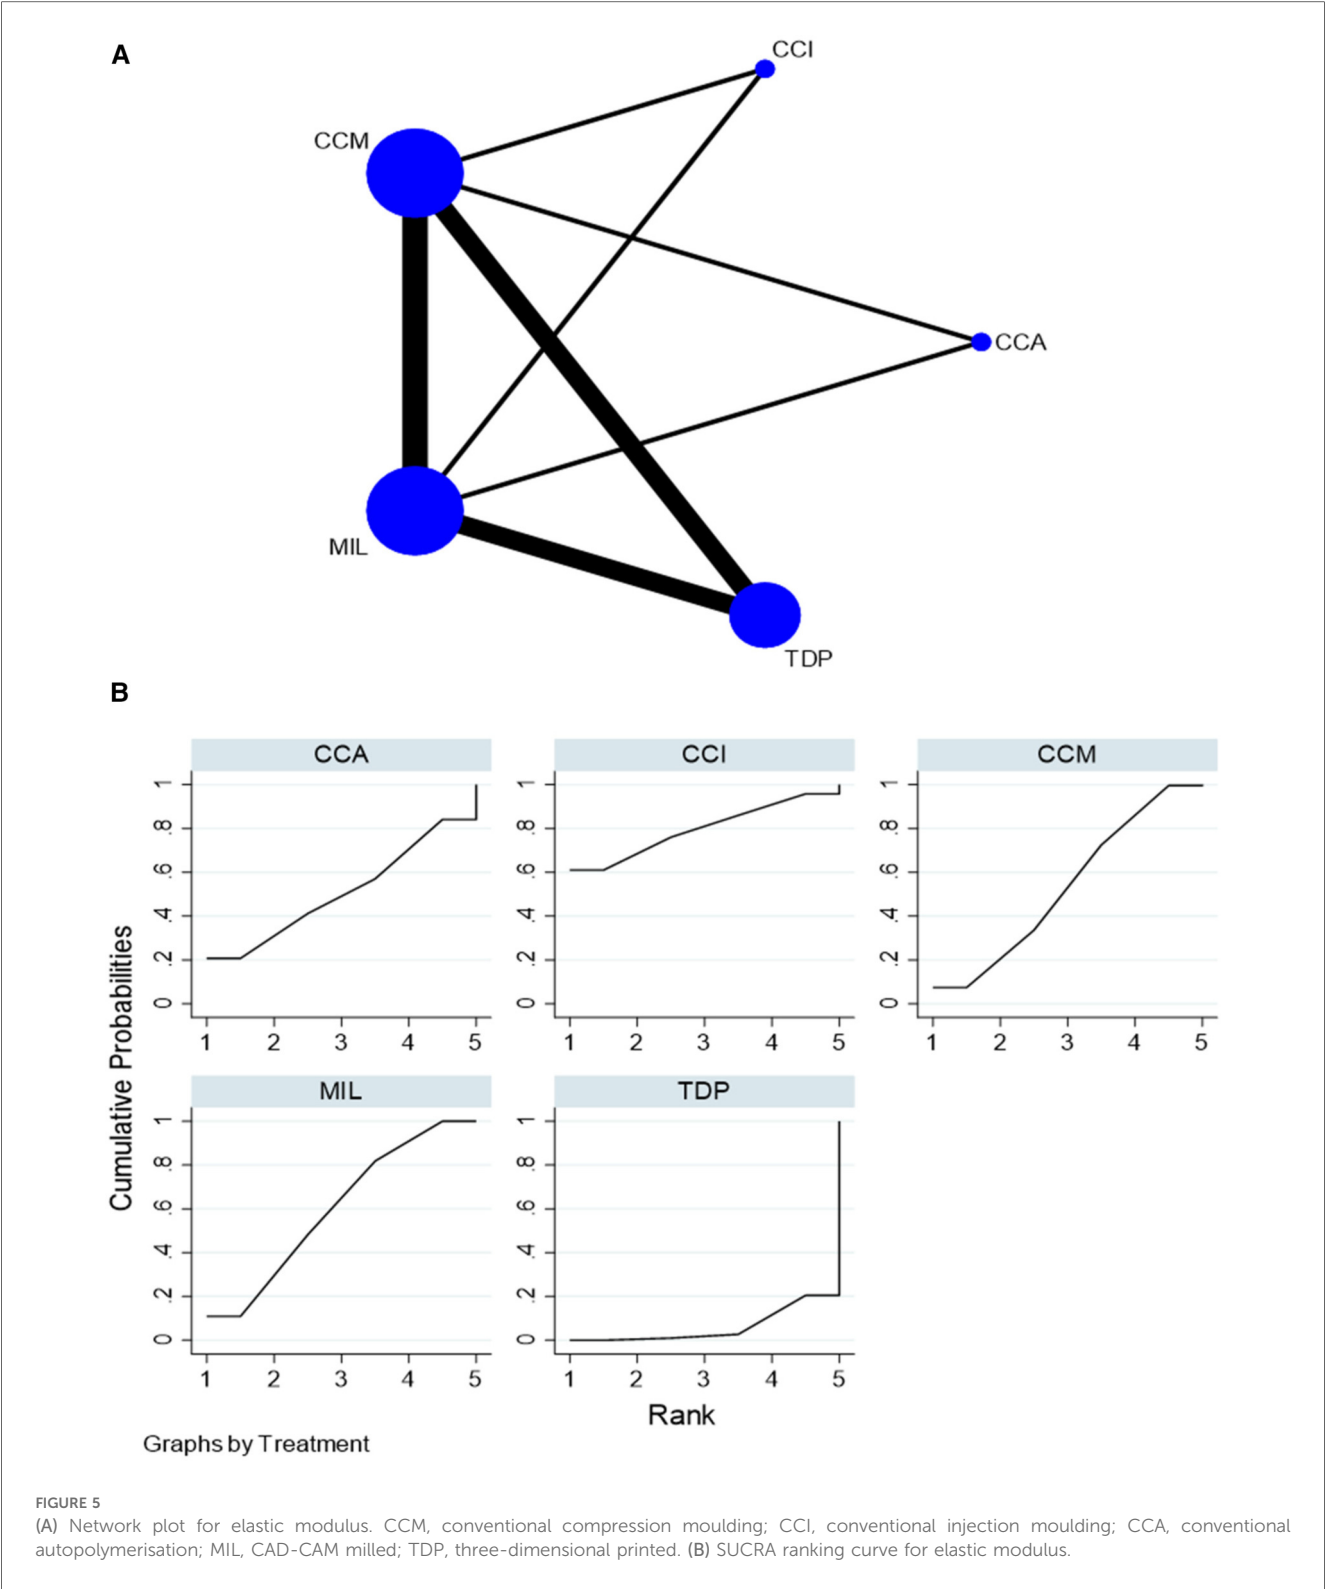 A
CCI
CCM
CCA
MIL
TDP
B
CCA
CCI
CCM
0 .2 .4 .6 .8 1
0 .2 .4 .6 .8 1
0 .2 .4 .6 .8 1
1 2 3 4 5
1 2 3 4 5
1 2 3 4 5
MIL
TDP
0 .2 .4 .6 .8 1
0 .2 .4 .6 .8 1
1 2 3 4 5
1 2 3 4 5
Cumulative Probabilities
Rank
Graphs by Treatment
FIGURE 5
(A) Network plot for elastic modulus. CCM, conventional compression moulding; CCI, conventional injection moulding; CCA, conventional
autopolymerisation; MIL, CAD-CAM milled; TDP, three-dimensional printed. (B) SUCRA ranking curve for elastic modulus.